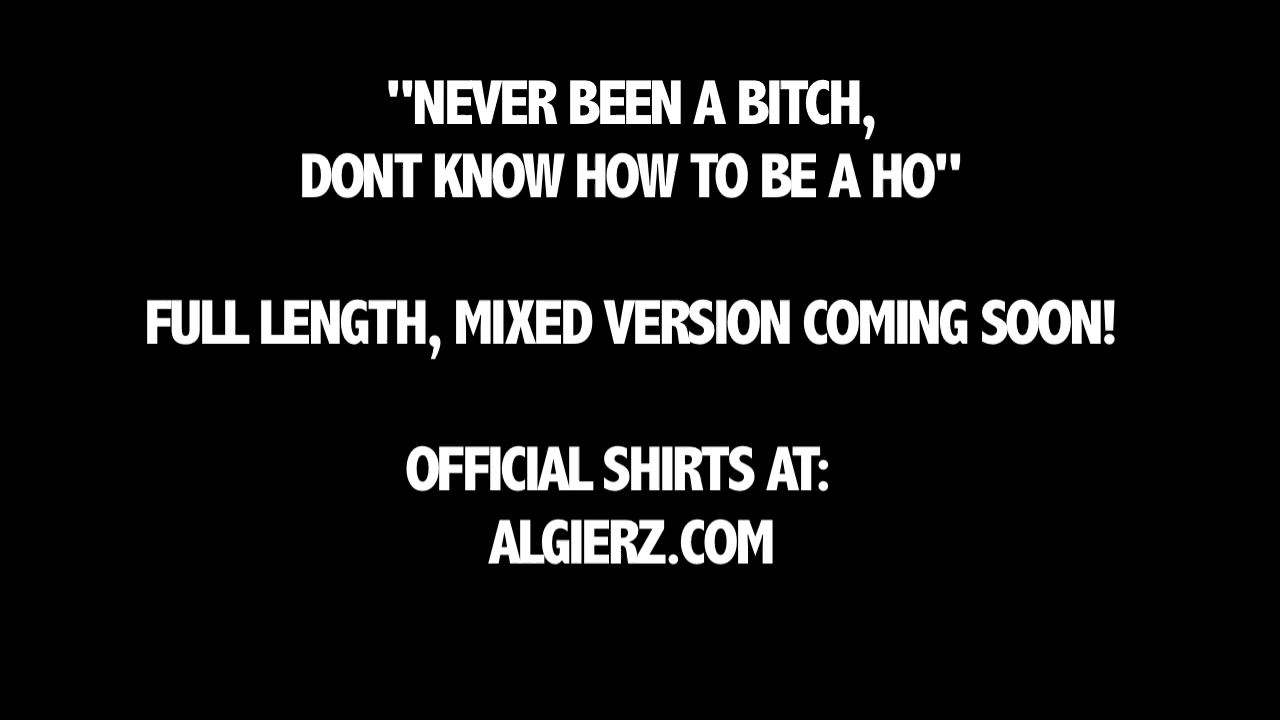 "NEVER BEEN A BITCH,
DONT KNOW HOW TO BE A HO"
FULL LENGTH, MIXED VERSION COMING SOON!
OFFICIAL SHIRTS AT:
ALGIERZ.COM